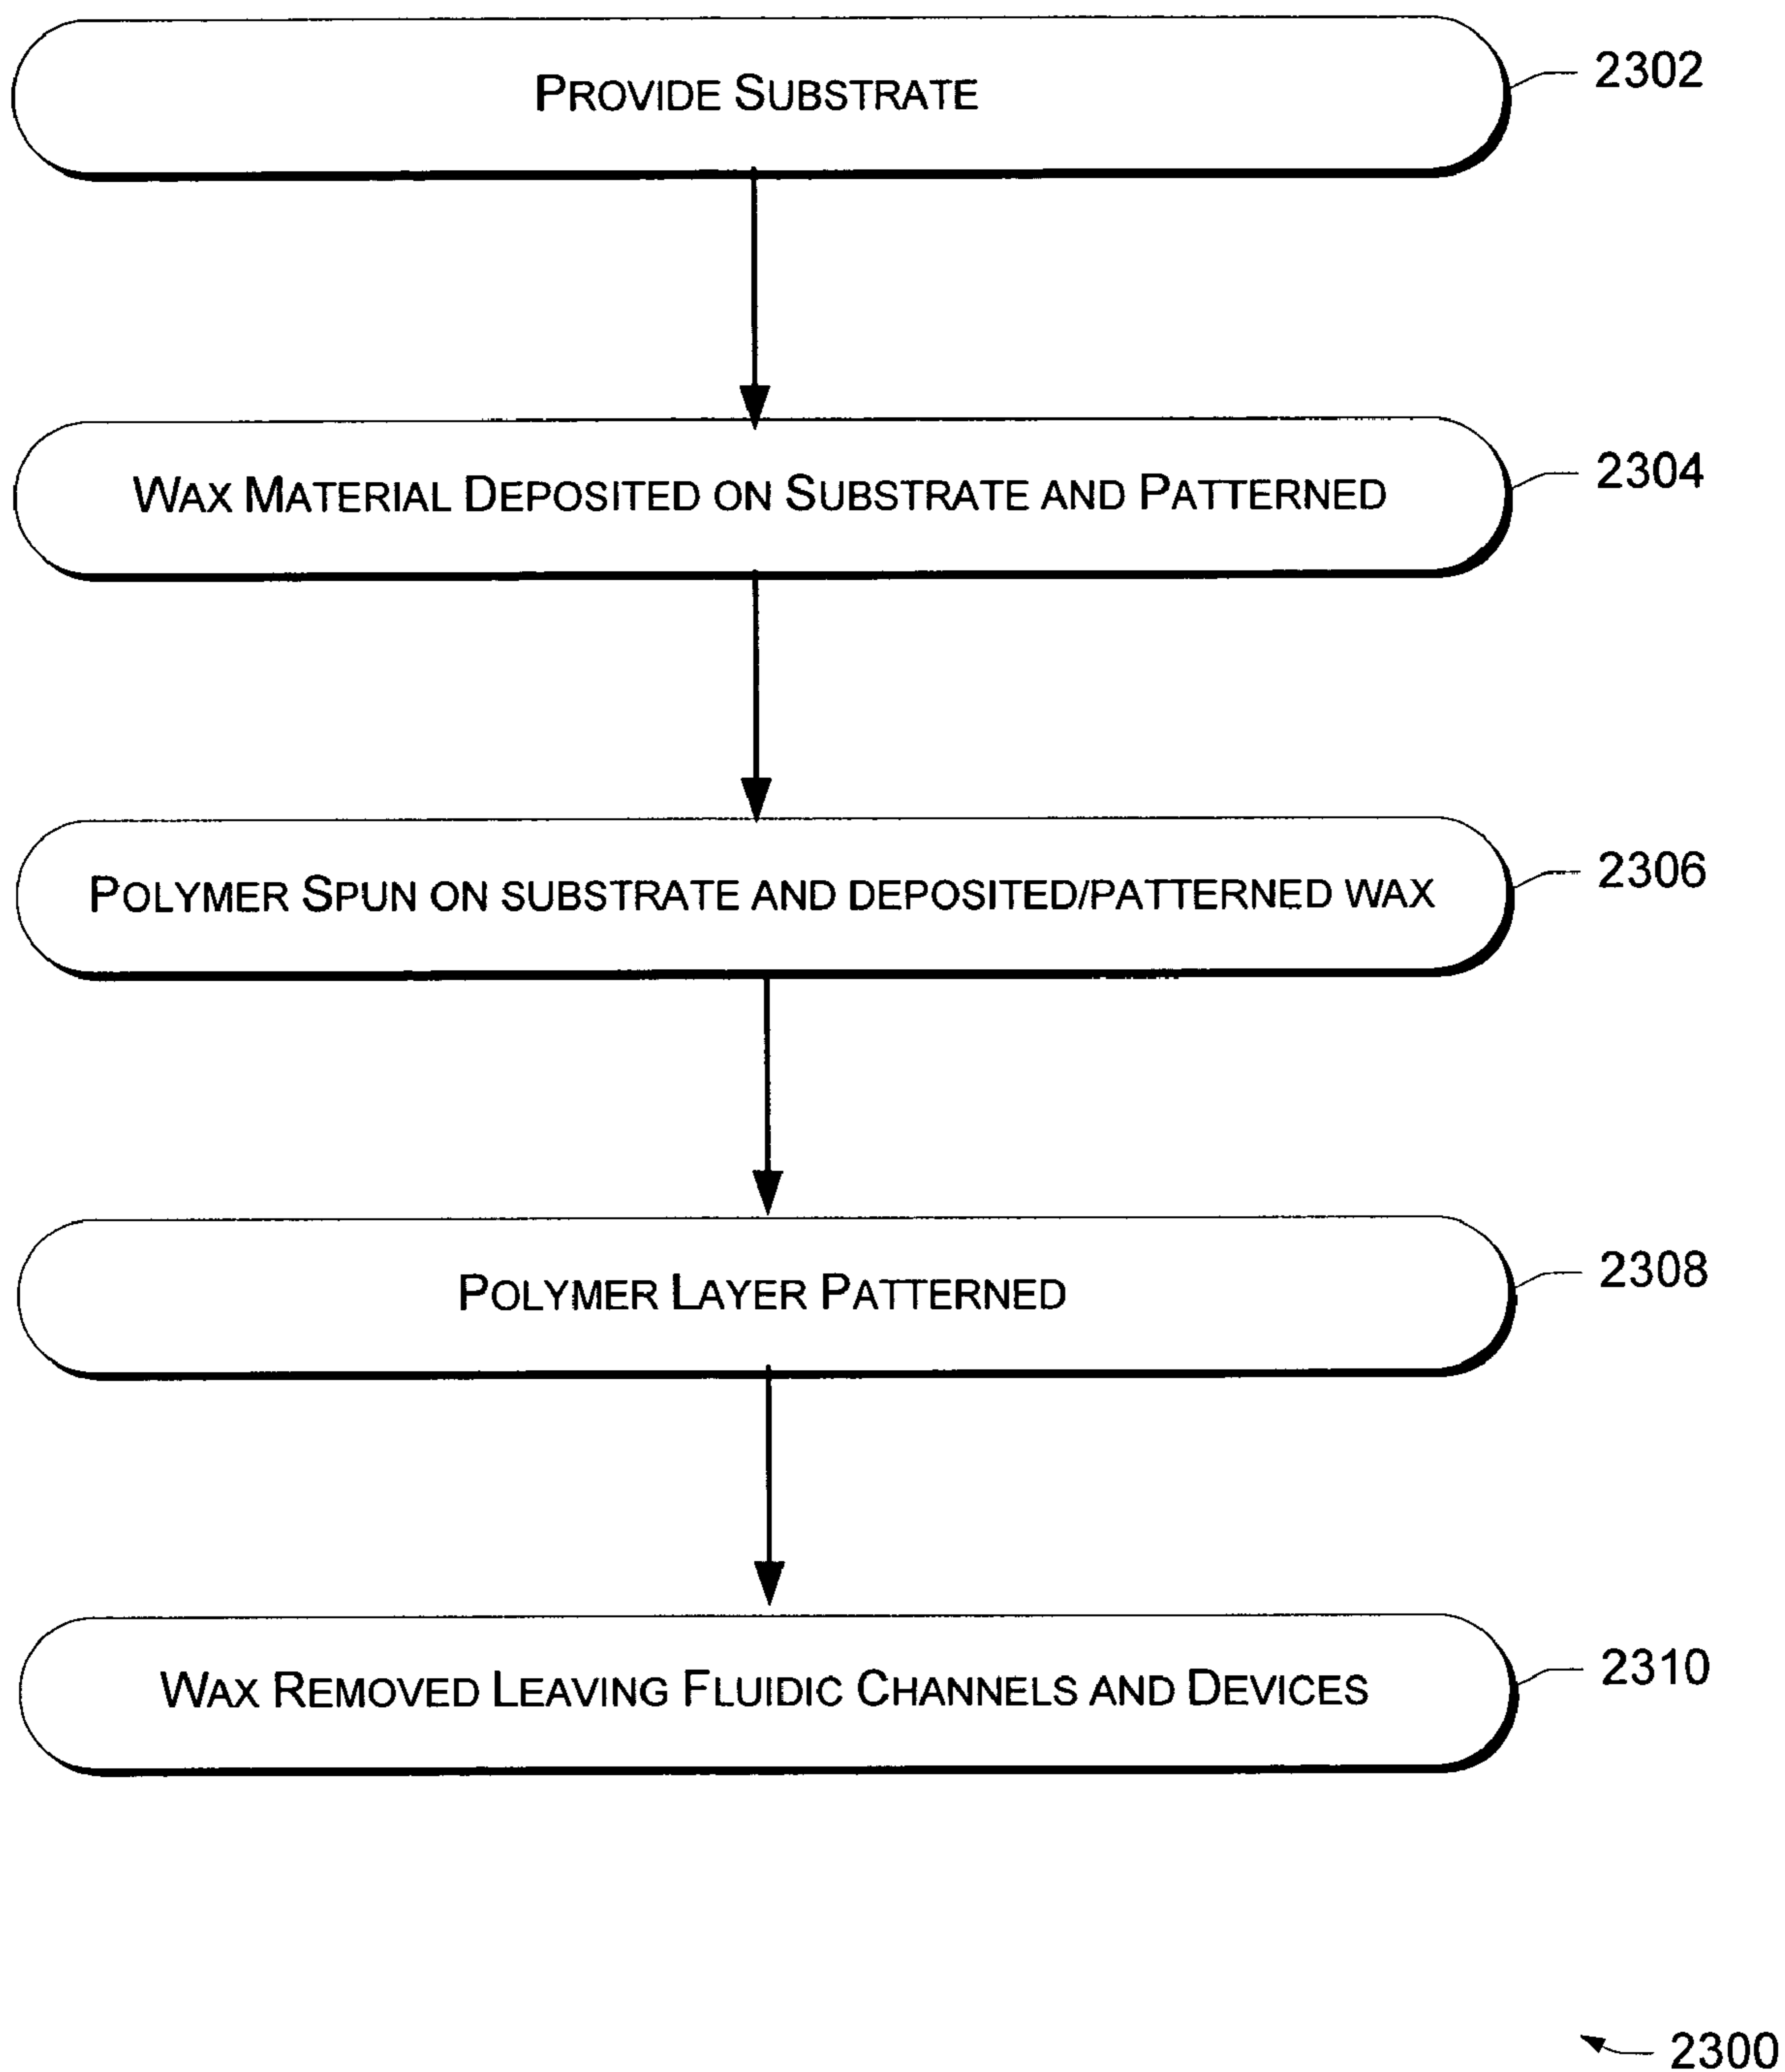 PROVIDE SUBSTRATE
2302
WAX MATERIAL DEPOSITED ON SUBSTRATE AND PATTERNED
2304
POLYMER SPUN ON SUBSTRATE AND DEPOSITED/PATTERNED WAX
2306
POLYMER LAYER PATTERNED
2308
WAX REMOVED LEAVING FLUIDIC CHANNELS AND DEVICES
2310
2300